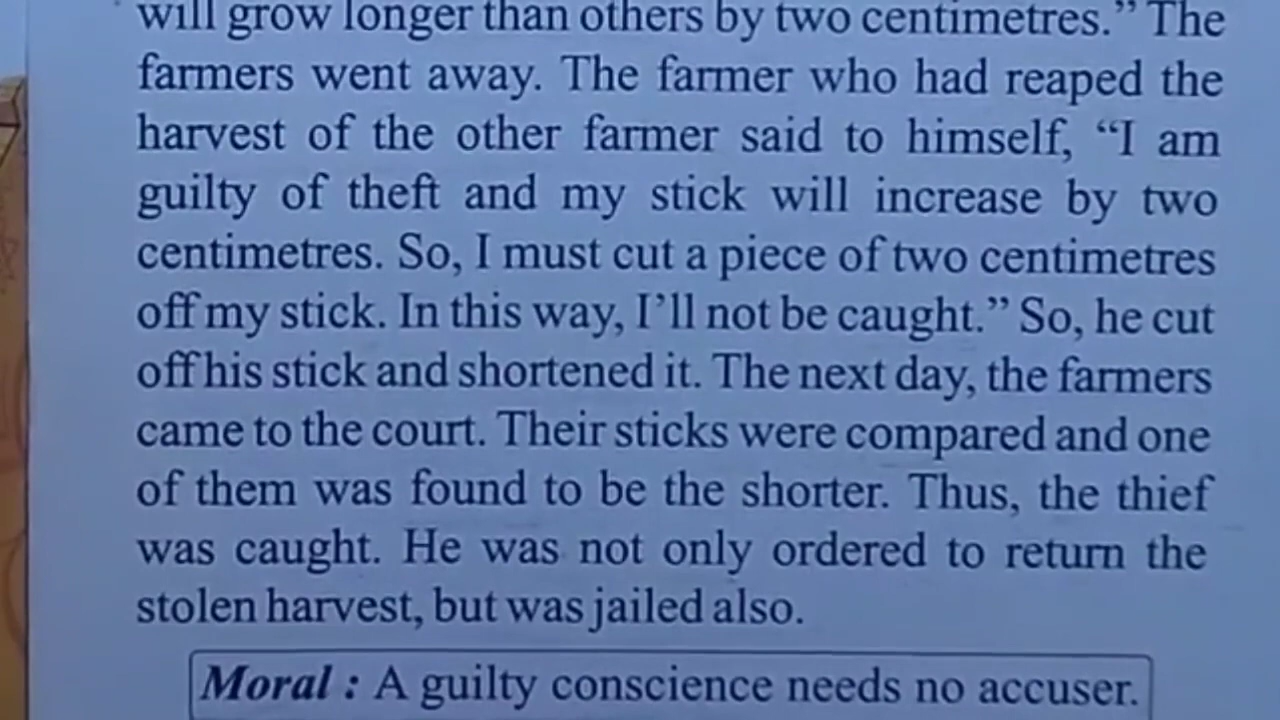 will grow longer than others by two centimetres.” The
farmers went away. The farmer who had reaped the
harvest of the other farmer said to himself, “I am
guilty of theft and my stick will increase by two
centimetres. So, I must cut a piece of two centimetres
off my stick. In this way, I’ll not be caught.” So, he cut
off his stick and shortened it. The next day, the farmers
came to the court. Their sticks were compared and one
of them was found to be the shorter. Thus, the thief
was caught. He was not only ordered to return the
stolen harvest, but was jailed also.
Moral : A guilty conscience needs no accuser.